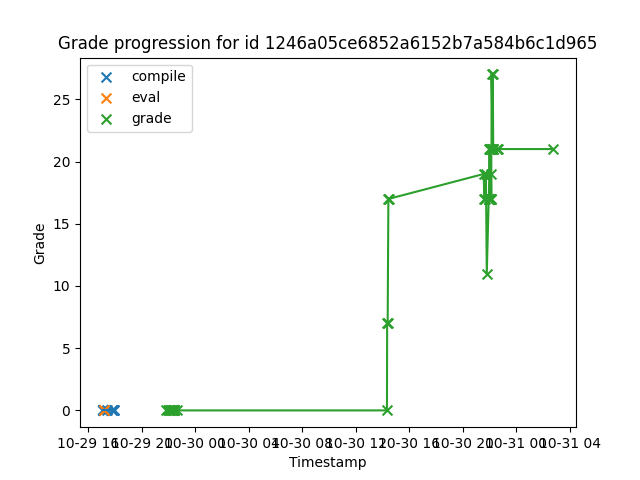 Grade progression for id 1246a05ce6852a6152b7a584b6c1d965
compile
eval
grade
25
20
15
10
5
0
Grade
10-29 16 10-29 20 10-30 00 10-30 04 10-30 08 10-30 12 10-30 16 10-30 20 10-31 00 10-31 04
Timestamp